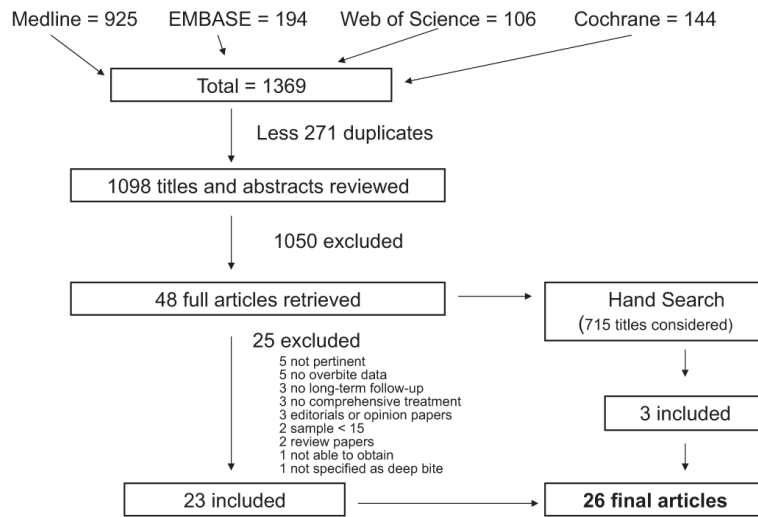 Medline = 925 EMBASE = 194 Web of Science = 106 Cochrane = 144
Total = 1369
Less 271 duplicates
1098 titles and abstracts reviewed
1050 excluded
48 full articles retrieved
Hand Search
(715 titles considered)
25 excluded
5 not pertinent
5 no overbite data
3 no long-term follow-up
3 no comprehensive treatment
3 editorials or opinion papers
2 sample < 15
2 review papers
1 not able to obtain
1 not specified as deep bite
3 included
23 included
26 final articles